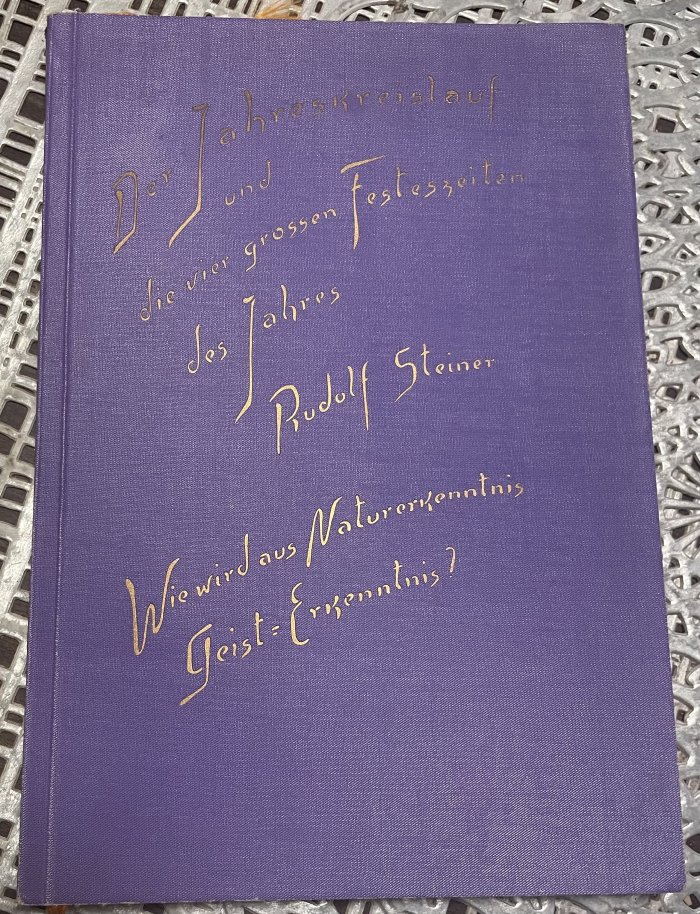 Der Jahreskreislauf
und
die vier grossen Festeszeiten
des Jahres
Rudolf Steiner
Wie wird aus Naturerkenntnis
Geist=Erkenntnis?